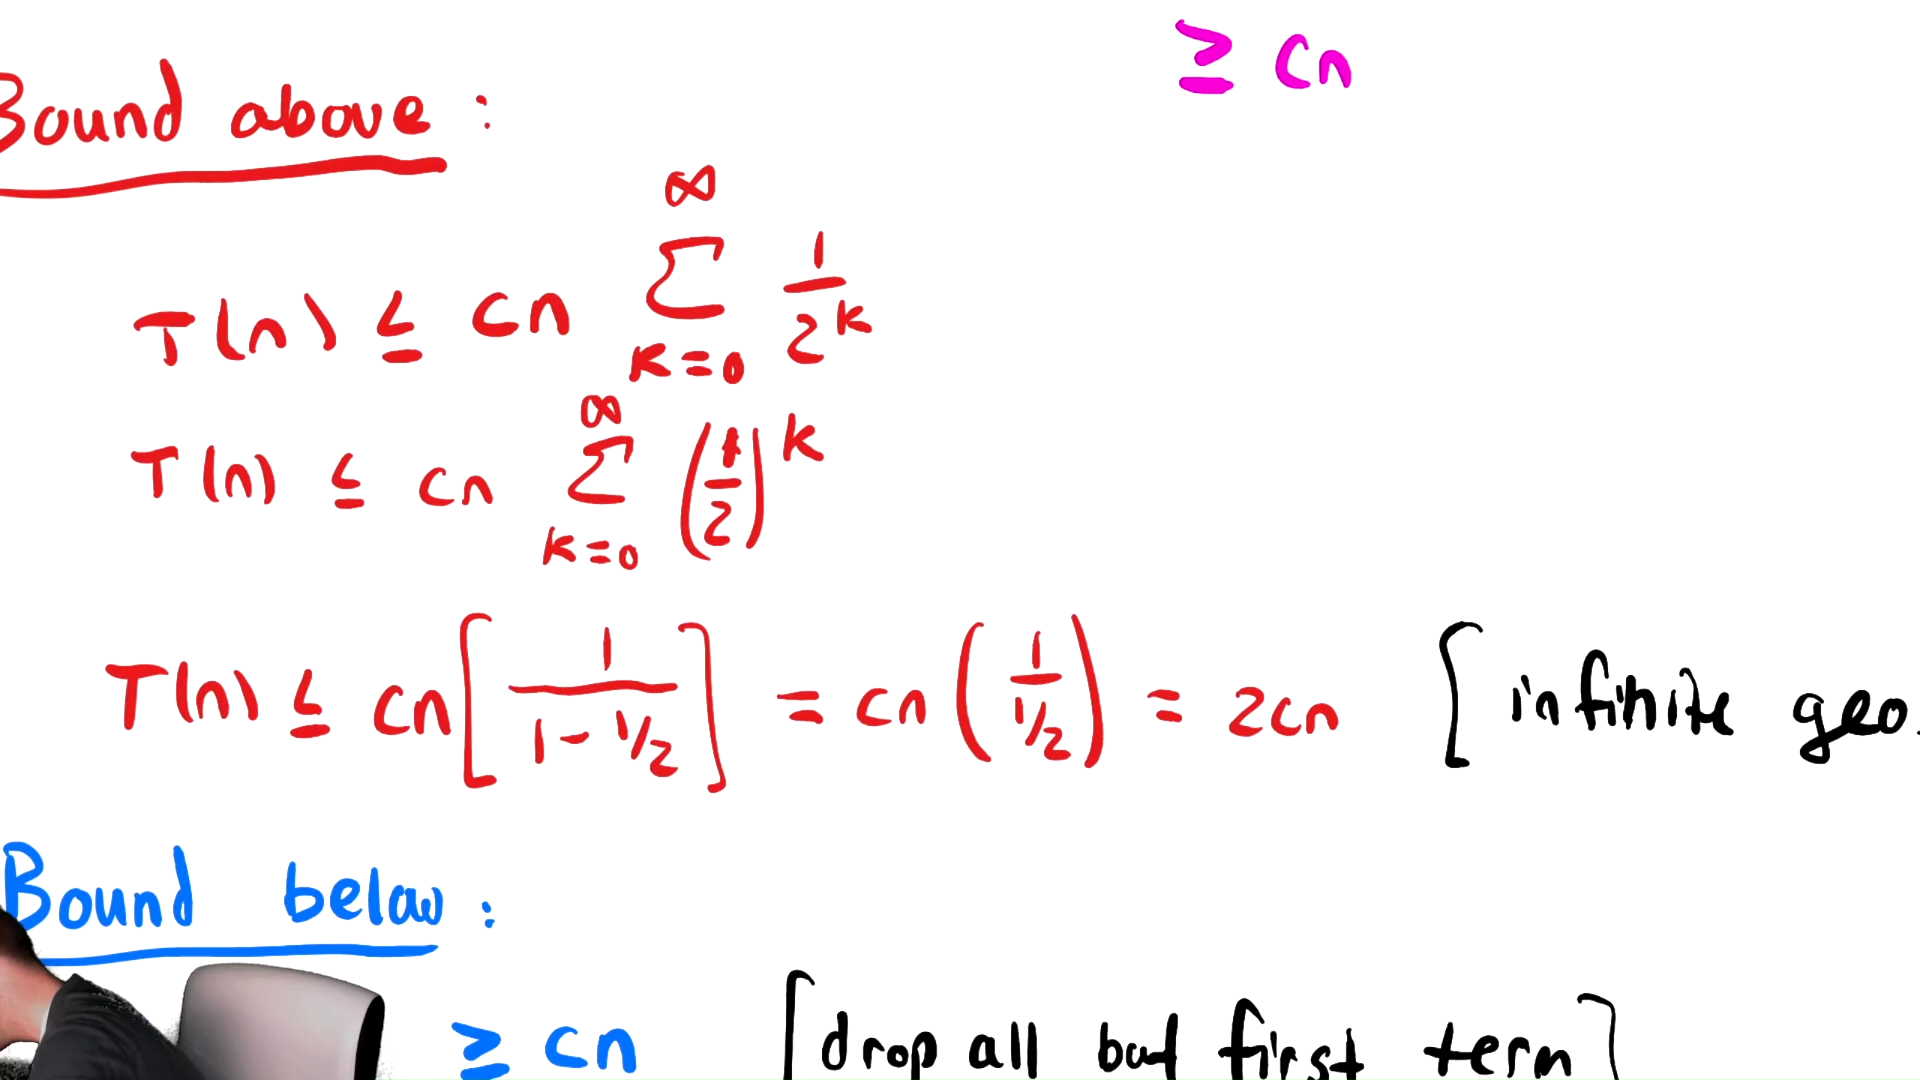 ≥ cn
Bound above :
T(n) ≤ cn ∞ Σ k=0 1/2^k
T(n) ≤ cn ∞ Σ k=0 (1/2)^k
T(n) ≤ cn [ 1 / (1 - 1/2) ] = cn ( 1 / (1/2) ) = 2cn [ infinite geo.
Bound below :
≥ cn [ drop all but first term ]